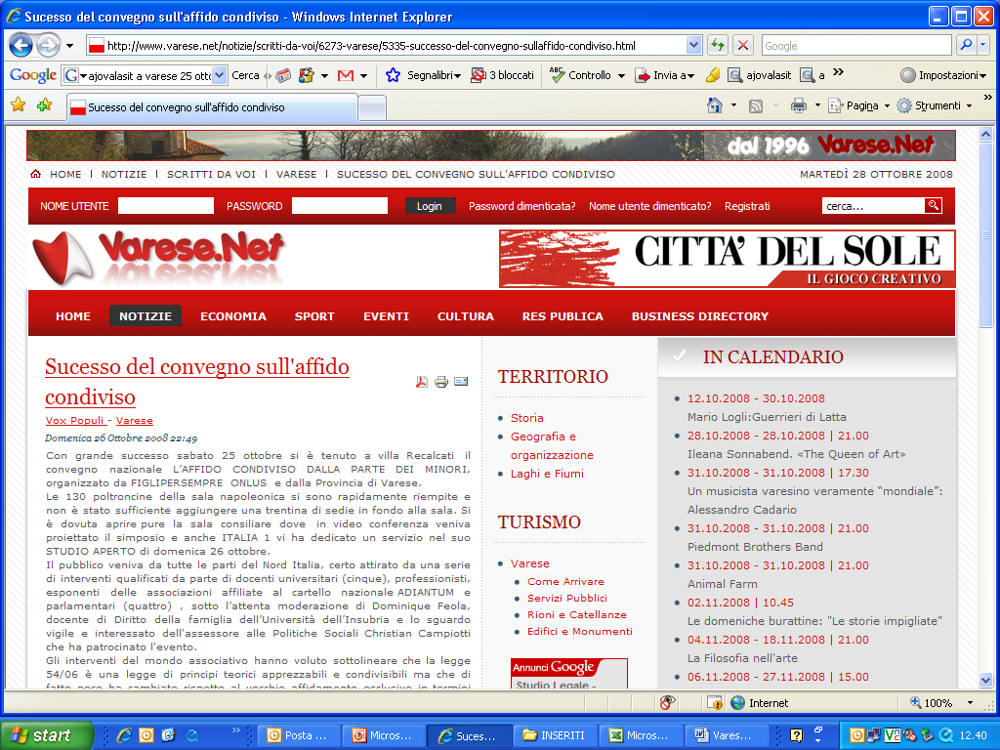 Sucesso del convegno sull'affido condiviso - Windows Internet Explorer
http://www.varese.net/notizie/scritti-da-voi/6273-varese/5335-successo-del-convegno-sullaffido-condiviso.html
Google
Google
ajovalasit a varese 25 ott
Cerca
Segnalibri
3 bloccati
Controllo
Invia a
ajovalasit
a
Impostazioni
Sucesso del convegno sull'affido condiviso
Pagina
Strumenti
dal 1996 Varese.Net
HOME | NOTIZIE | SCRITTI DA VOI | VARESE | SUCESSO DEL CONVEGNO SULL'AFFIDO CONDIVISO
MARTEDÌ 28 OTTOBRE 2008
NOME UTENTE PASSWORD Login Password dimenticata? Nome utente dimenticato? Registrati cerca...
Varese.Net
CITTA' DEL SOLE
IL GIOCO CREATIVO
HOME NOTIZIE ECONOMIA SPORT EVENTI CULTURA RES PUBLICA BUSINESS DIRECTORY
Sucesso del convegno sull'affido
condiviso
Vox Populi - Varese
Domenica 26 Ottobre 2008 22:49
Con grande successo sabato 25 ottobre si è tenuto a villa Recalcati il
convegno nazionale L'AFFIDO CONDIVISO DALLA PARTE DEI MINORI,
organizzato da FIGLIPERSEMPRE ONLUS e dalla Provincia di Varese.
Le 130 poltroncine della sala napoleonica si sono rapidamente riempite e
non è stato sufficiente aggiungere una trentina di sedie in fondo alla sala. Si
è dovuta aprire pure la sala consiliare dove in video conferenza veniva
proiettato il simposio e anche ITALIA 1 vi ha dedicato un servizio nel suo
STUDIO APERTO di domenica 26 ottobre.
Il pubblico veniva da tutte le parti del Nord Italia, certo attirato da una serie
di interventi qualificati da parte di docenti universitari (cinque), professionisti,
esponenti delle associazioni affiliate al cartello nazionale ADIANTUM e
parlamentari (quattro) , sotto l'attenta moderazione di Dominique Feola,
docente di Diritto della famiglia dell'Università dell'Insubria e lo sguardo
vigile e interessato dell'assessore alle Politiche Sociali Christian Campiotti
che ha patrocinato l'evento.
Gli interventi del mondo associativo hanno voluto sottolineare che la legge
54/06 è una legge di principi teorici apprezzabili e condivisibili ma che di
fatto poco ha cambiato rispetto al vecchio affidamento esclusivo in termini
TERRITORIO
Storia
Geografia e
organizzazione
Laghi e Fiumi
TURISMO
Varese
Come Arrivare
Servizi Pubblici
Rioni e Catellanze
Edifici e Monumenti
Annunci Google
Studio Legale -
IN CALENDARIO
12.10.2008 - 30.10.2008
Mario Logli:Guerrieri di Latta
28.10.2008 - 28.10.2008 | 21.00
Ileana Sonnabend. «The Queen of Art»
31.10.2008 - 31.10.2008 | 17.30
Un musicista varesino veramente “mondiale”:
Alessandro Cadario
31.10.2008 - 31.10.2008 | 21.00
Piedmont Brothers Band
31.10.2008 - 31.10.2008 | 21.00
Animal Farm
02.11.2008 | 10.45
Le domeniche burattine: "Le storie impigliate"
04.11.2008 - 18.11.2008 | 21.00
La Filosofia nell'arte
06.11.2008 - 27.11.2008 | 15.00
Internet
100%
start
Posta ...
Micros...
Suces...
INSERITI
Micros...
Vares...
12.40